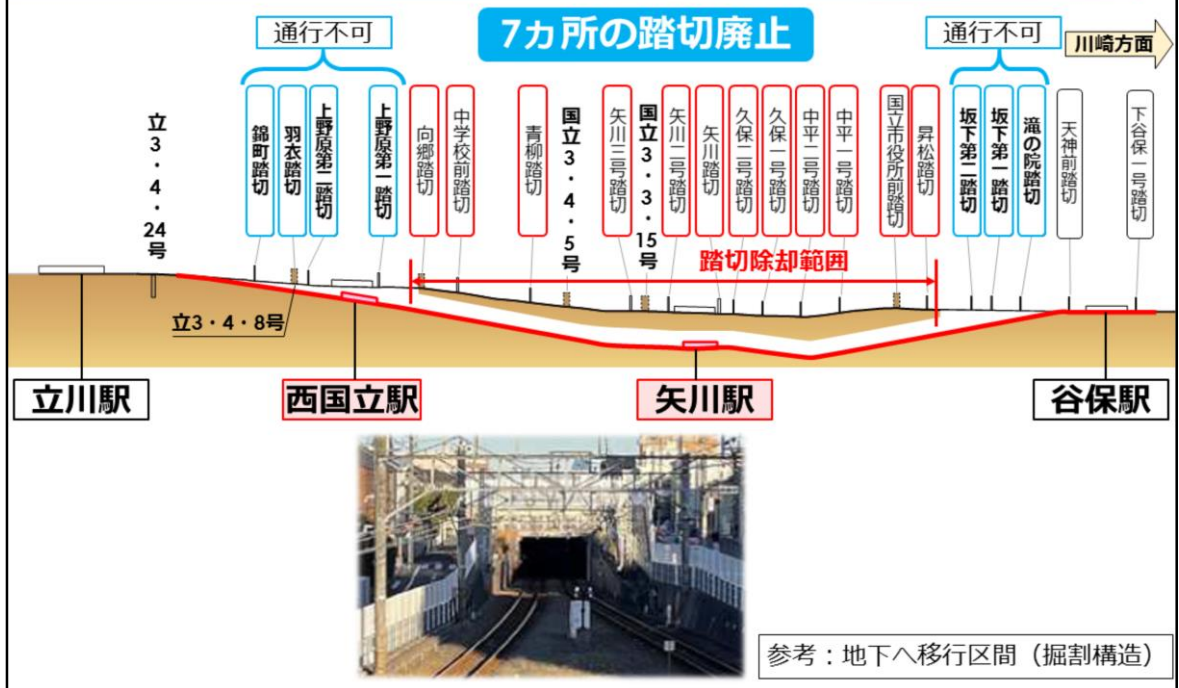 7ヵ所の踏切廃止
通行不可
通行不可
川崎方面
立3・4・24号
錦町踏切
羽衣踏切
上野原第二踏切
上野原第一踏切
向郷踏切
中学校前踏切
青柳踏切
国立3・4・5号
矢川三号踏切
国立3・3・15号
矢川二号踏切
矢川踏切
久保二号踏切
久保一号踏切
中平二号踏切
中平一号踏切
国立市役所前踏切
昇松踏切
坂下第二踏切
坂下第一踏切
滝の院踏切
天神前踏切
下谷保一号踏切
踏切除却範囲
立3・4・8号
立川駅
西国立駅
矢川駅
谷保駅
参考：地下へ移行区間（掘割構造）